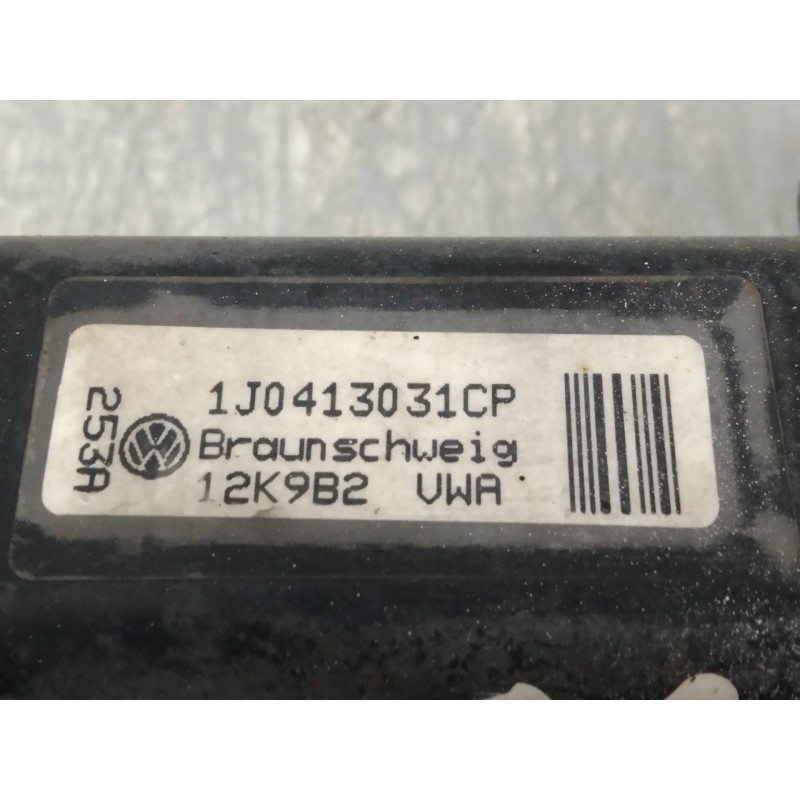 1J0413031CP
Braunschweig
12K9B2 VWA
253A